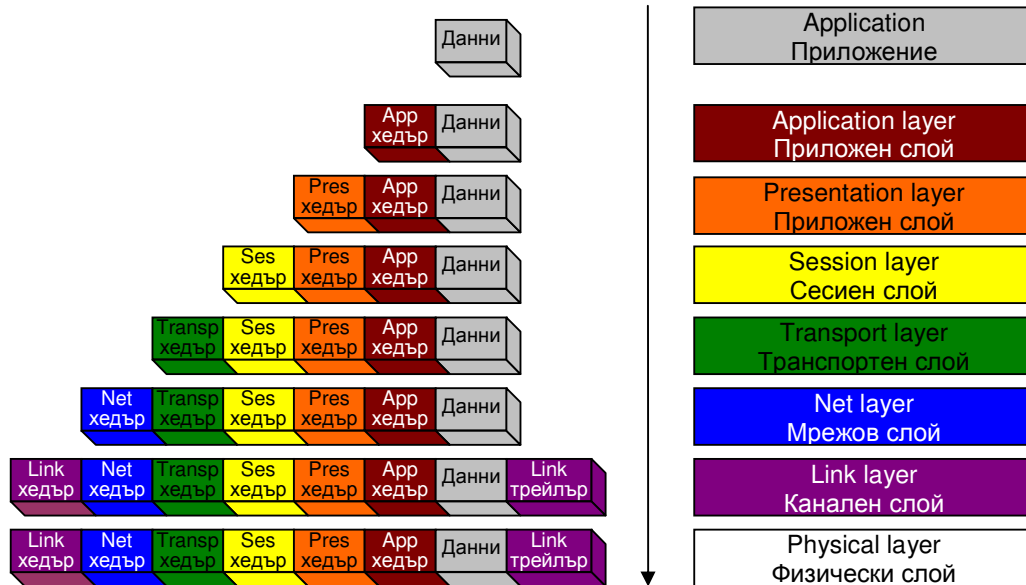 Данни
Application
Приложение
App
хедър
Данни
Application layer
Приложен слой
Pres
хедър
App
хедър
Данни
Presentation layer
Приложен слой
Ses
хедър
Pres
хедър
App
хедър
Данни
Session layer
Сесиен слой
Transp
хедър
Ses
хедър
Pres
хедър
App
хедър
Данни
Transport layer
Транспортен слой
Net
хедър
Transp
хедър
Ses
хедър
Pres
хедър
App
хедър
Данни
Net layer
Мрежов слой
Link
хедър
Net
хедър
Transp
хедър
Ses
хедър
Pres
хедър
App
хедър
Данни
Link
трейлър
Link layer
Канален слой
Link
хедър
Net
хедър
Transp
хедър
Ses
хедър
Pres
хедър
App
хедър
Данни
Link
трейлър
Physical layer
Физически слой